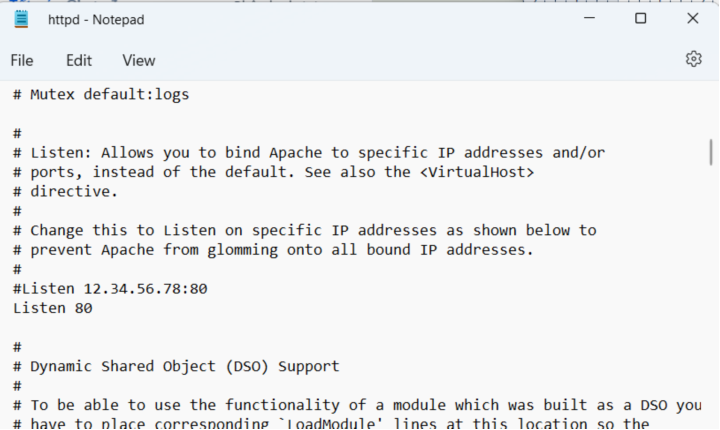 httpd - Notepad
File Edit View
# Mutex default:logs
#
# Listen: Allows you to bind Apache to specific IP addresses and/or
# ports, instead of the default. See also the <VirtualHost>
# directive.
#
# Change this to Listen on specific IP addresses as shown below to
# prevent Apache from glomming onto all bound IP addresses.
#
#Listen 12.34.56.78:80
Listen 80
#
# Dynamic Shared Object (DSO) Support
#
# To be able to use the functionality of a module which was built as a DSO you
# have to place corresponding `LoadModule' lines at this location so the